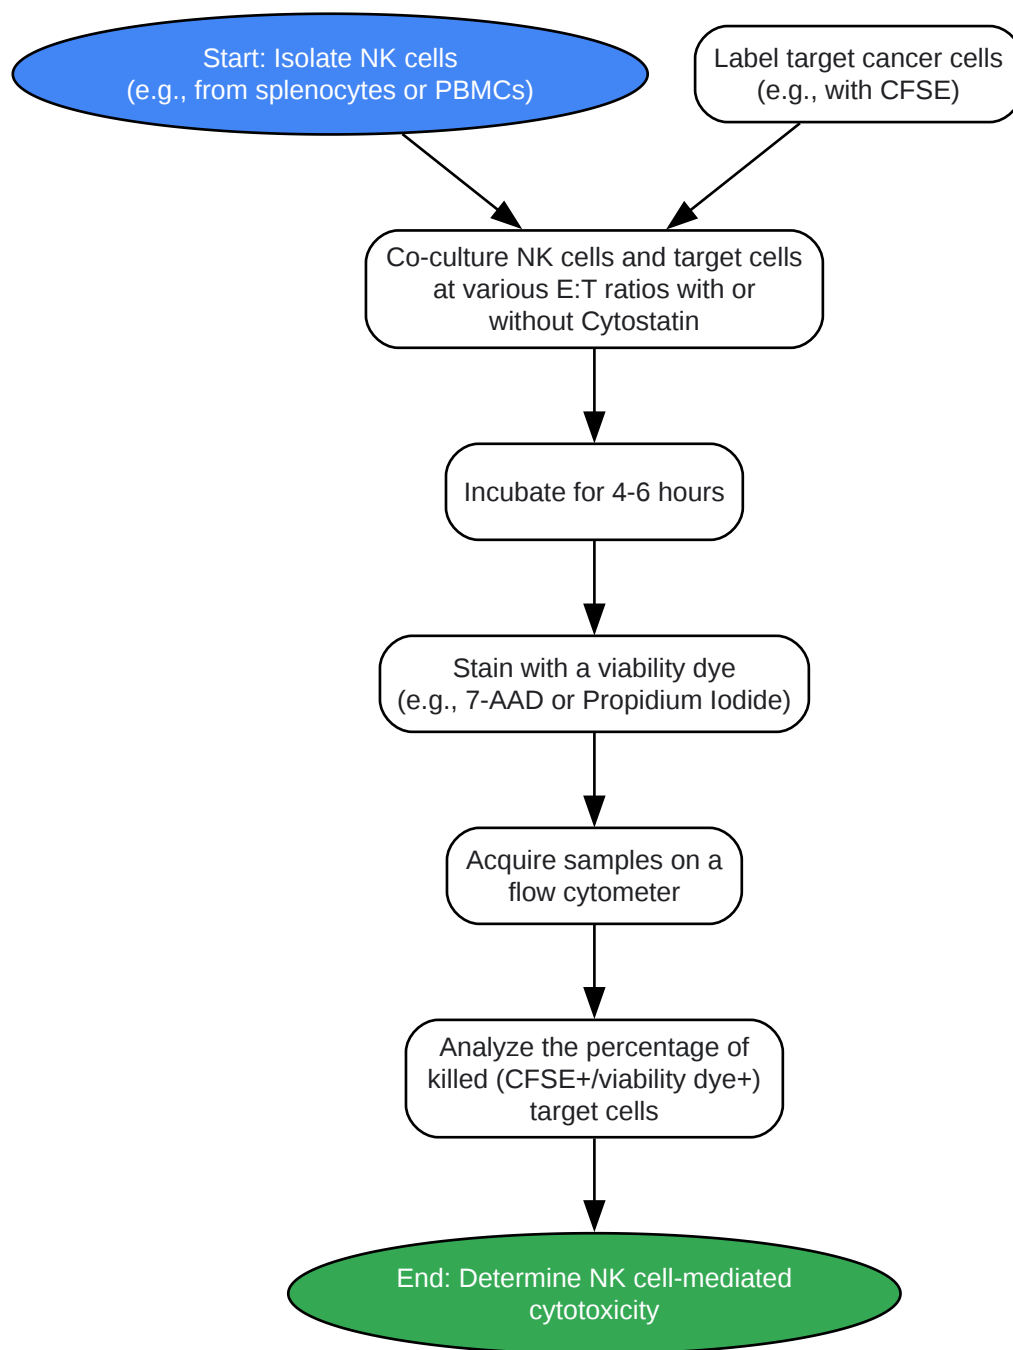 Start: Isolate NK cells
(e.g., from splenocytes or PBMCs)
Label target cancer cells
(e.g., with CFSE)
Co-culture NK cells and target cells
at various E:T ratios with or
without Cytostatin
Incubate for 4-6 hours
Stain with a viability dye
(e.g., 7-AAD or Propidium Iodide)
Acquire samples on a
flow cytometer
Analyze the percentage of
killed (CFSE+/viability dye+)
target cells
End: Determine NK cell-mediated
cytotoxicity